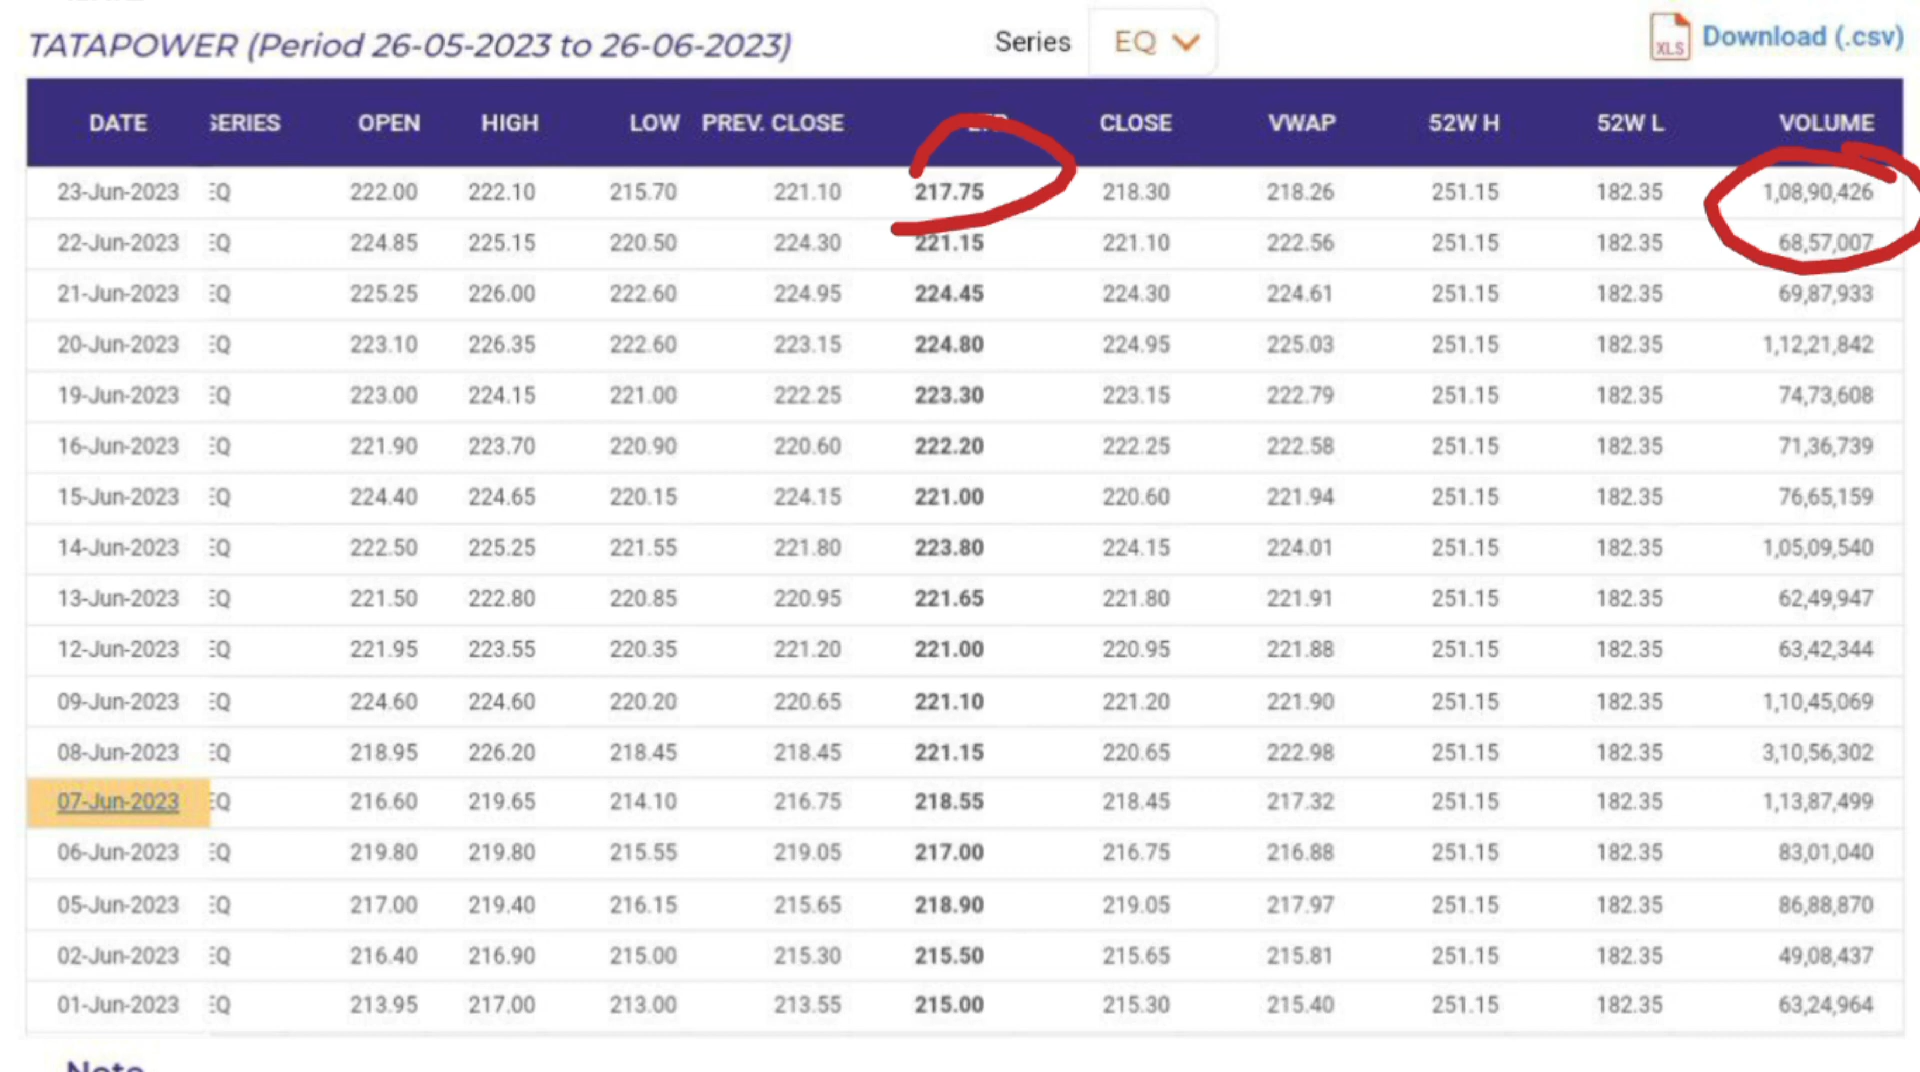 TATAPOWER (Period 26-05-2023 to 26-06-2023) Series EQ XLS Download (.csv)
DATE SERIES OPEN HIGH LOW PREV. CLOSE LTP CLOSE VWAP 52W H 52W L VOLUME
23-Jun-2023 EQ 222.00 222.10 215.70 221.10 217.75 218.30 218.26 251.15 182.35 1,08,90,426
22-Jun-2023 EQ 224.85 225.15 220.50 224.30 221.15 221.10 222.56 251.15 182.35 68,57,007
21-Jun-2023 EQ 225.25 226.00 222.60 224.95 224.45 224.30 224.61 251.15 182.35 69,87,933
20-Jun-2023 EQ 223.10 226.35 222.60 223.15 224.80 224.95 225.03 251.15 182.35 1,12,21,842
19-Jun-2023 EQ 223.00 224.15 221.00 222.25 223.30 223.15 222.79 251.15 182.35 74,73,608
16-Jun-2023 EQ 221.90 223.70 220.90 220.60 222.20 222.25 222.58 251.15 182.35 71,36,739
15-Jun-2023 EQ 224.40 224.65 220.15 224.15 221.00 220.60 221.94 251.15 182.35 76,65,159
14-Jun-2023 EQ 222.50 225.25 221.55 221.80 223.80 224.15 224.01 251.15 182.35 1,05,09,540
13-Jun-2023 EQ 221.50 222.80 220.85 220.95 221.65 221.80 221.91 251.15 182.35 62,49,947
12-Jun-2023 EQ 221.95 223.55 220.35 221.20 221.00 220.95 221.88 251.15 182.35 63,42,344
09-Jun-2023 EQ 224.60 224.60 220.20 220.65 221.10 221.20 221.90 251.15 182.35 1,10,45,069
08-Jun-2023 EQ 218.95 226.20 218.45 218.45 221.15 220.65 222.98 251.15 182.35 3,10,56,302
07-Jun-2023 EQ 216.60 219.65 214.10 216.75 218.55 218.45 217.32 251.15 182.35 1,13,87,499
06-Jun-2023 EQ 219.80 219.80 215.55 219.05 217.00 216.75 216.88 251.15 182.35 83,01,040
05-Jun-2023 EQ 217.00 219.40 216.15 215.65 218.90 219.05 217.97 251.15 182.35 86,88,870
02-Jun-2023 EQ 216.40 216.90 215.00 215.30 215.50 215.65 215.81 251.15 182.35 49,08,437
01-Jun-2023 EQ 213.95 217.00 213.00 213.55 215.00 215.30 215.40 251.15 182.35 63,24,964
Note